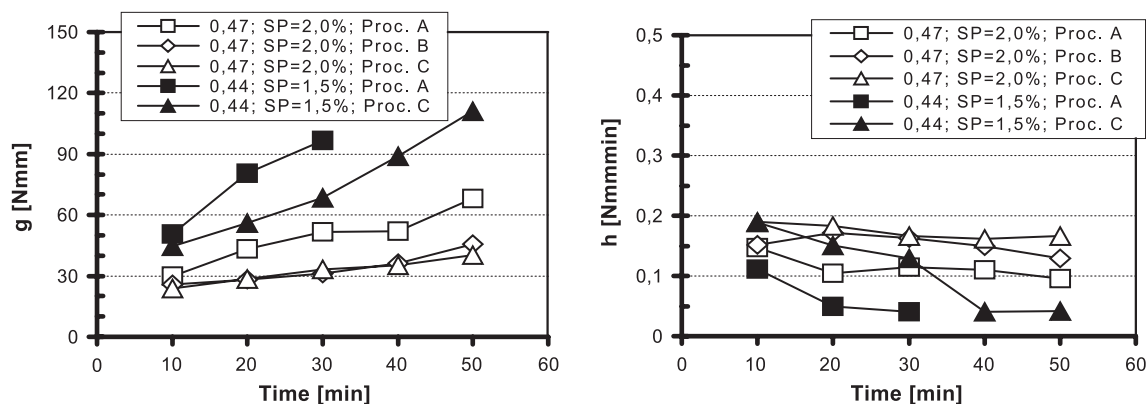 0,47; SP=2,0%; Proc. A
0,47; SP=2,0%; Proc. B
0,47; SP=2,0%; Proc. C
0,44; SP=1,5%; Proc. A
0,44; SP=1,5%; Proc. C
150
120
90
60
30
0
g [Nmm]
0 10 20 30 40 50 60
Time [min]
0,47; SP=2,0%; Proc. A
0,47; SP=2,0%; Proc. B
0,47; SP=2,0%; Proc. C
0,44; SP=1,5%; Proc. A
0,44; SP=1,5%; Proc. C
0,5
0,4
0,3
0,2
0,1
0
h [Nmmmin]
0 10 20 30 40 50 60
Time [min]